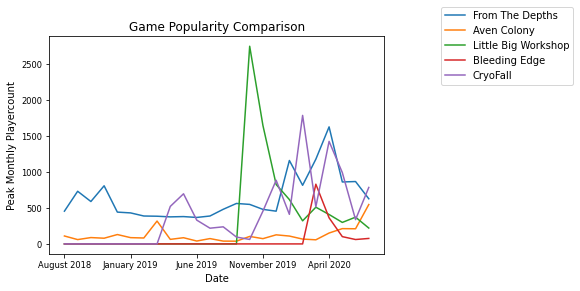 Game Popularity Comparison
From The Depths
Aven Colony
Little Big Workshop
Bleeding Edge
CryoFall
Peak Monthly Playercount
2500
2000
1500
1000
500
0
August 2018 January 2019 June 2019 November 2019 April 2020
Date